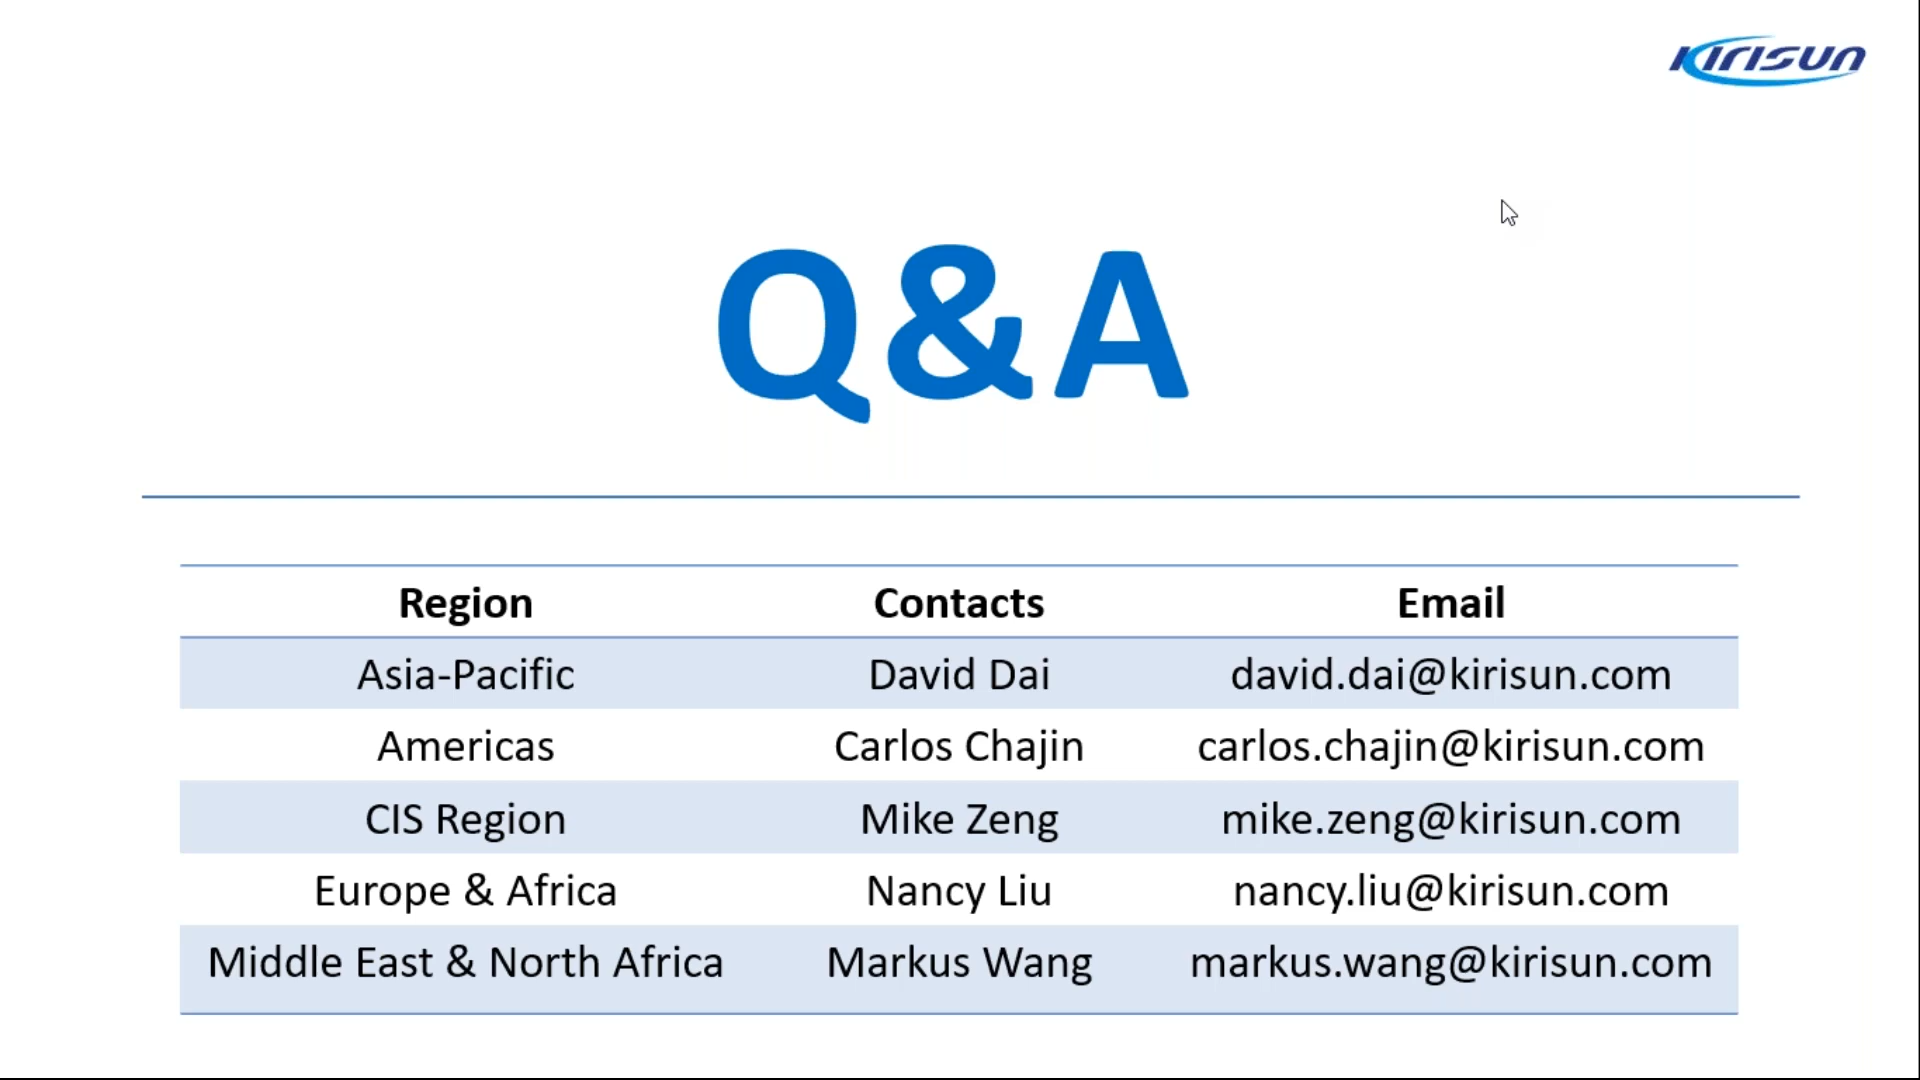 Kirisun
Q&A
Region Contacts Email
Asia-Pacific David Dai david.dai@kirisun.com
Americas Carlos Chajin carlos.chajin@kirisun.com
CIS Region Mike Zeng mike.zeng@kirisun.com
Europe & Africa Nancy Liu nancy.liu@kirisun.com
Middle East & North Africa Markus Wang markus.wang@kirisun.com